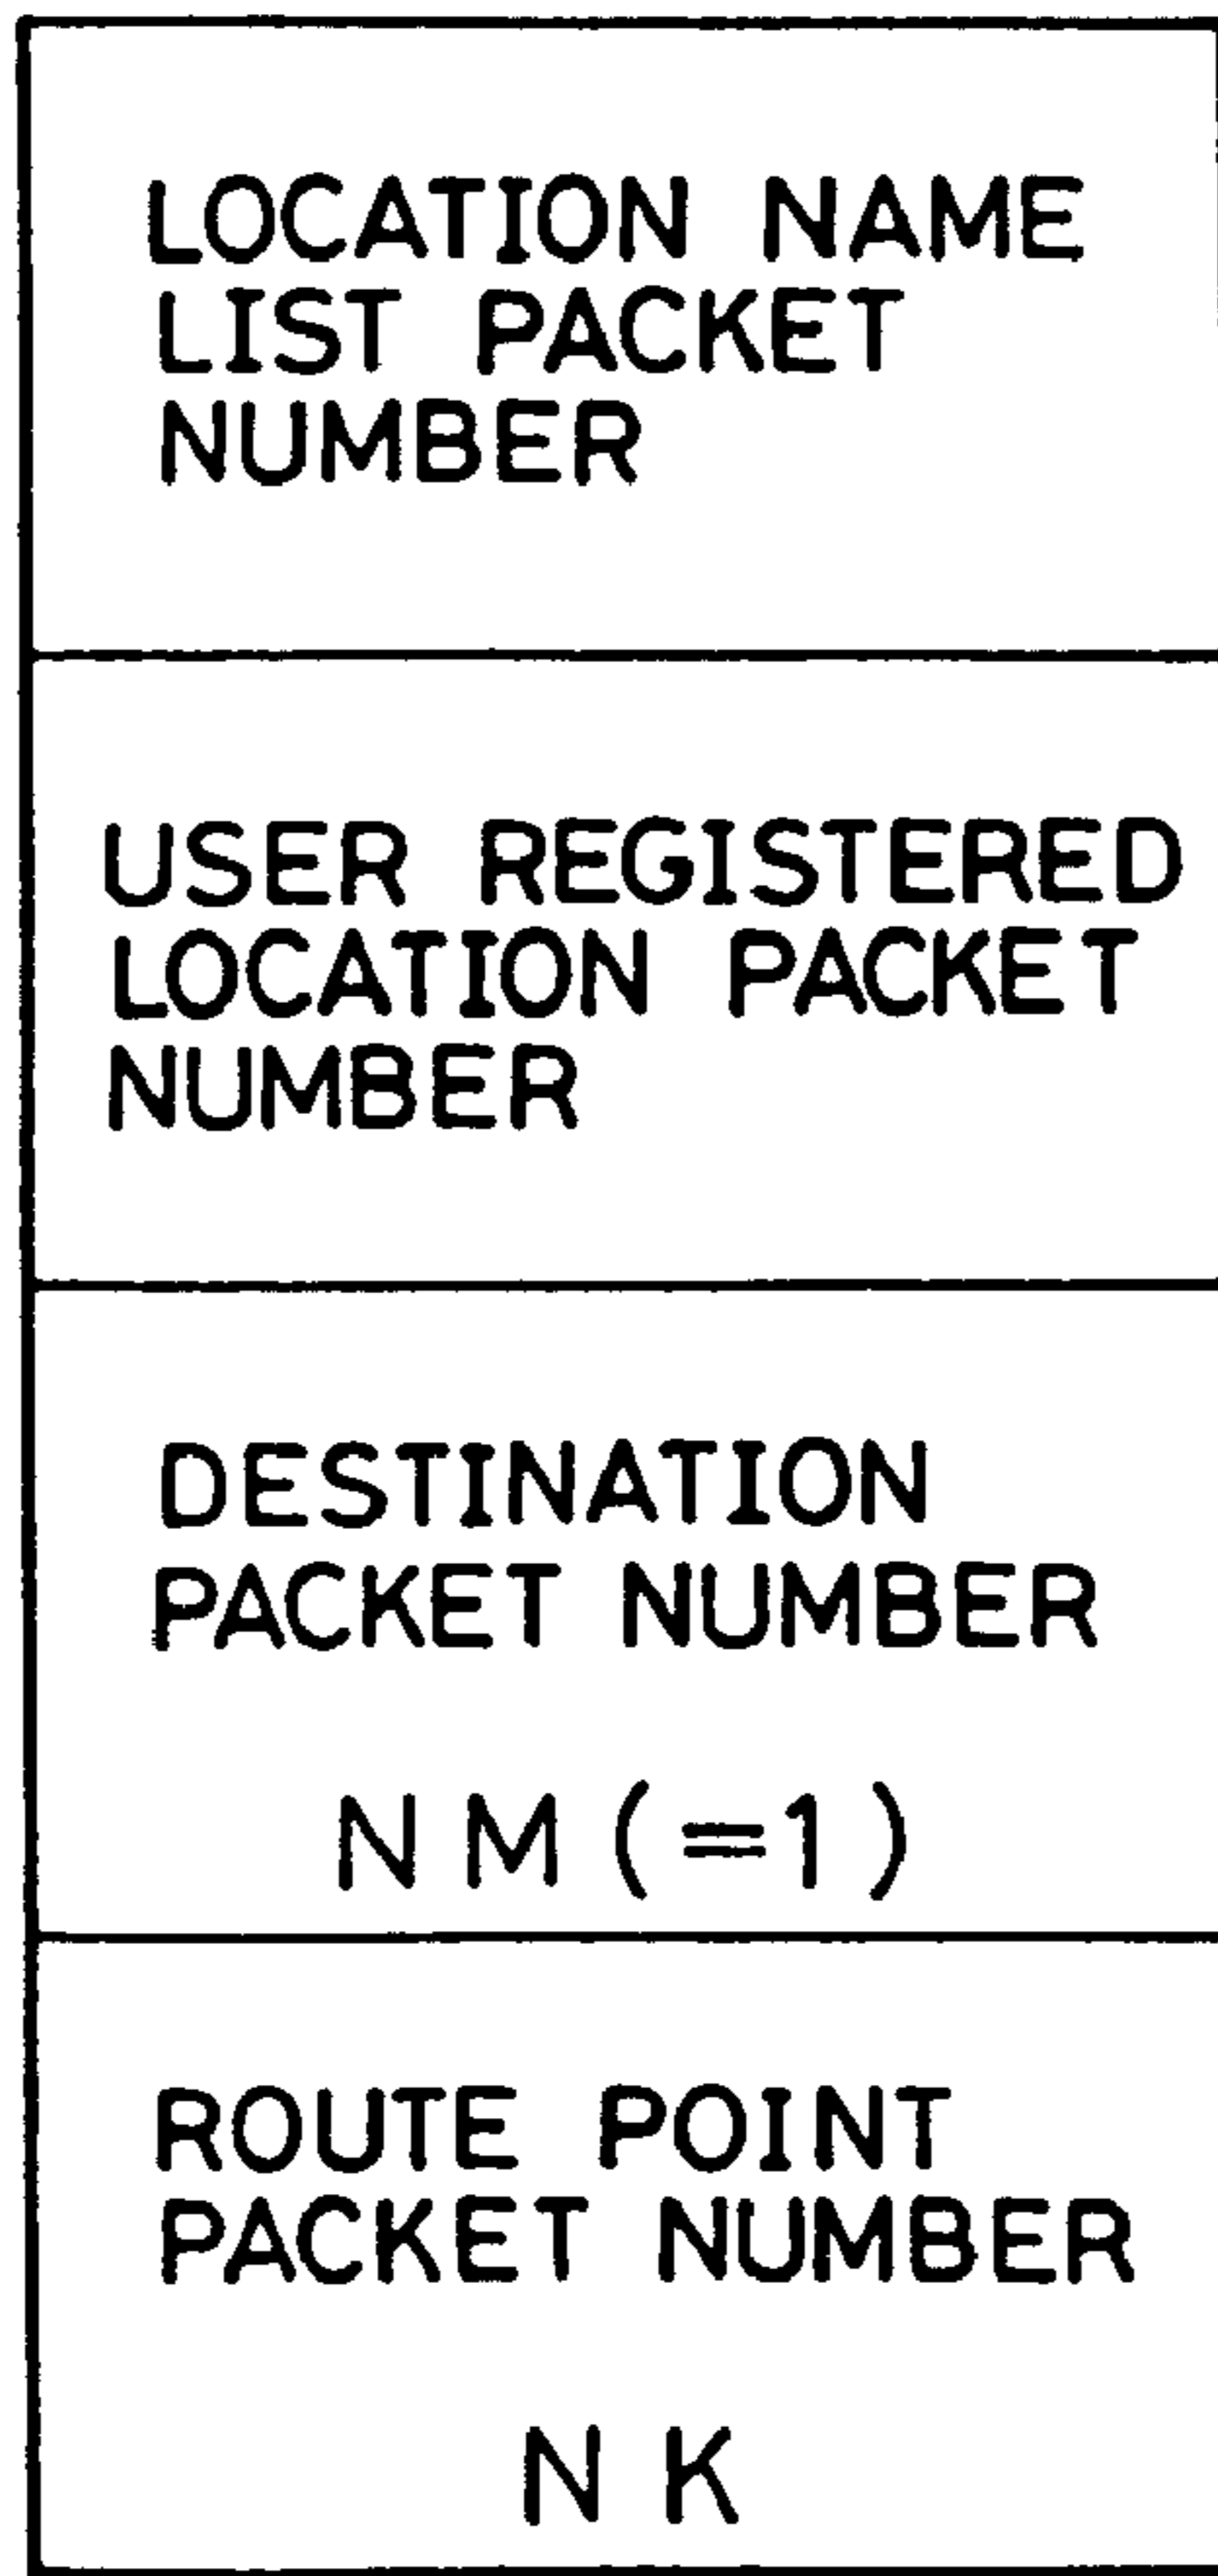 LOCATION NAME
LIST PACKET
NUMBER
USER REGISTERED
LOCATION PACKET
NUMBER
DESTINATION
PACKET NUMBER
NM(=1)
ROUTE POINT
PACKET NUMBER
NK